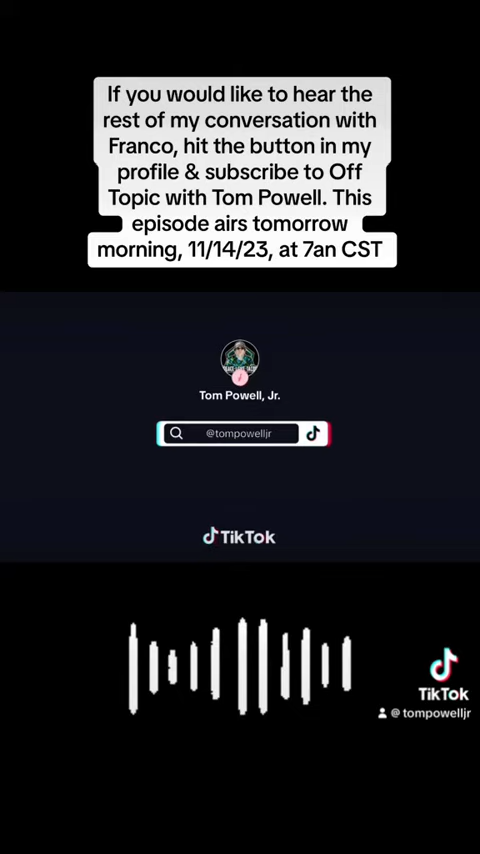 If you would like to hear the
rest of my conversation with
Franco, hit the button in my
profile & subscribe to Off
Topic with Tom Powell. This
episode airs tomorrow
morning, 11/14/23, at 7an CST
Tom Powell, Jr.
@tompowelljr
TikTok
TikTok
@ tompowelljr